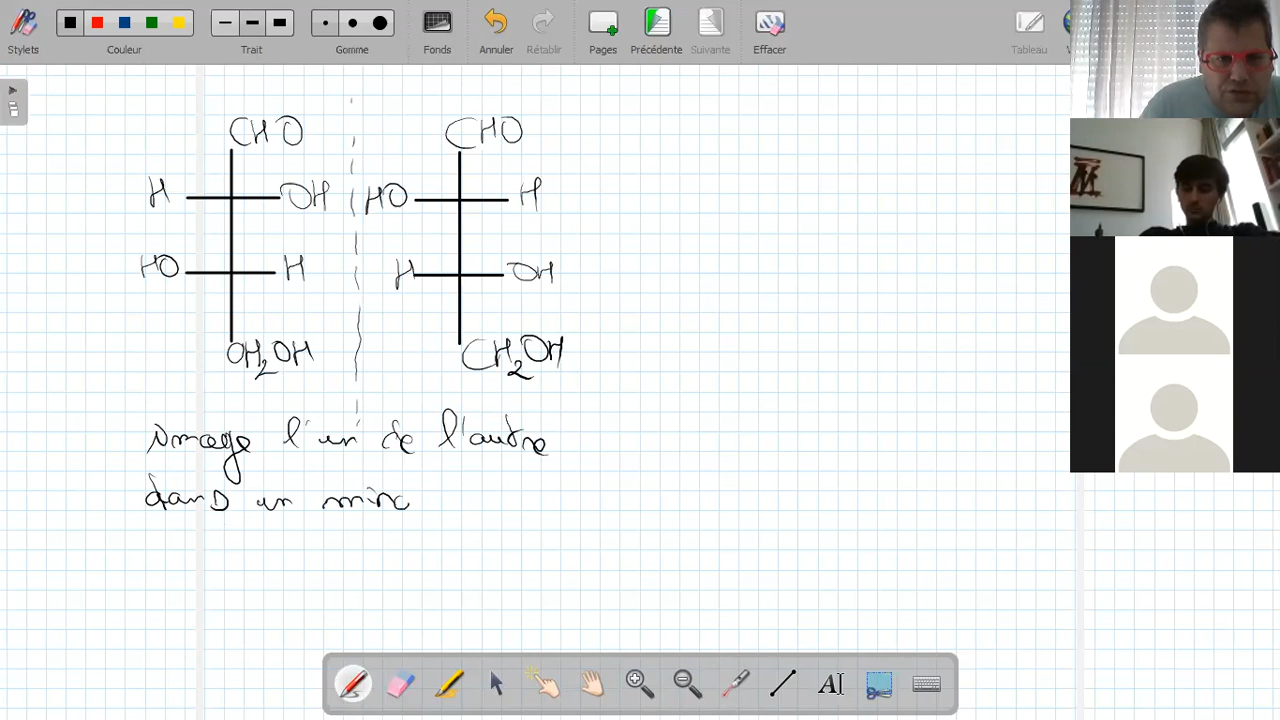 Stylets Couleur Trait Gomme Fonds Annuler Rétablir Pages Précédente Suivante Effacer Tableau
CHO CHO
H OH HO H
HO H H OH
CH2OH CH2OH
Image l'un de l'autre
dans un miro